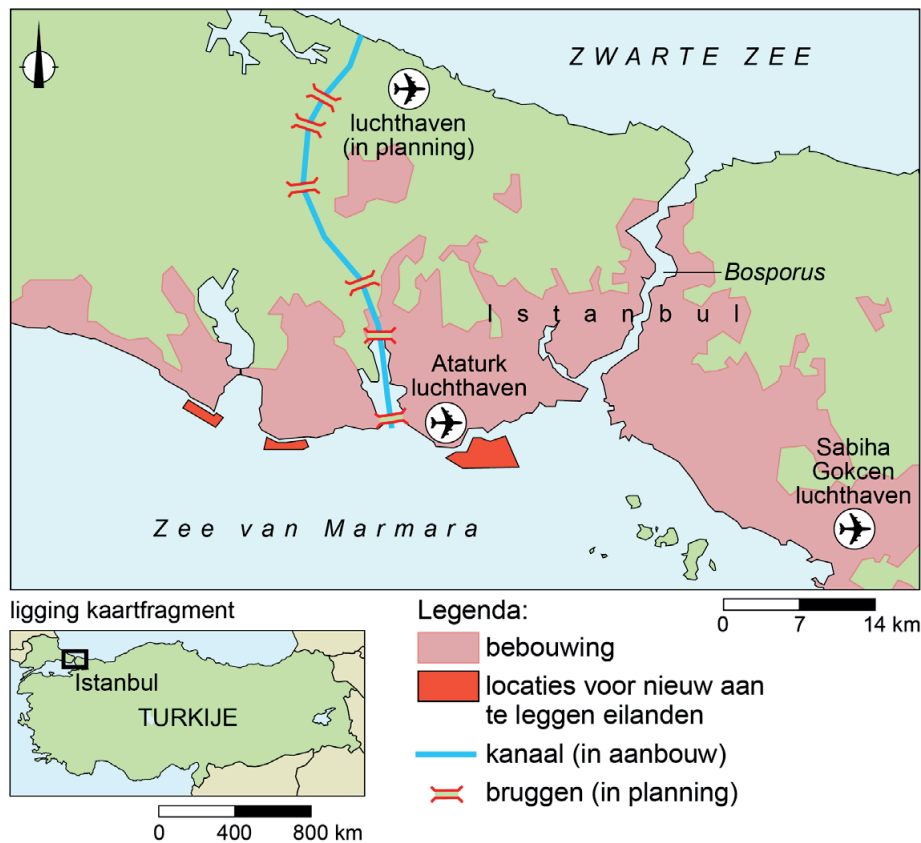 ZWARTE ZEE
luchthaven
(in planning)
Bosporus
Istanbul
Ataturk
luchthaven
Sabiha
Gokcen
luchthaven
Zee van Marmara
ligging kaartfragment
Istanbul
TURKIJE
0 400 800 km
0 7 14 km
Legenda:
bebouwing
locaties voor nieuw aan
te leggen eilanden
kanaal (in aanbouw)
bruggen (in planning)